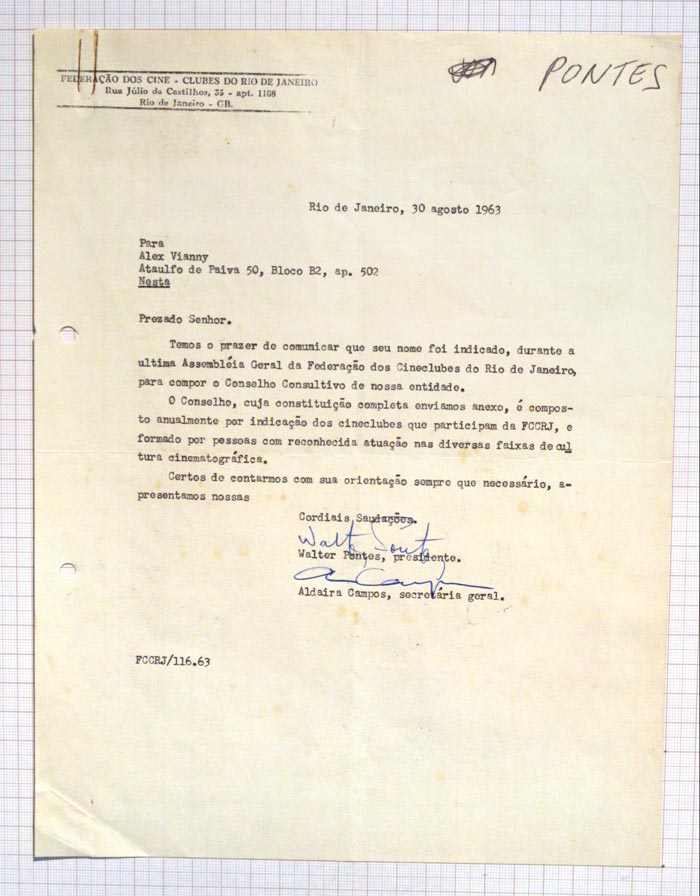 FEDERAÇÃO DOS CINE - CLUBES DO RIO DE JANEIRO
Rua Júlio de Castilhos, 35 - apt. 1108
Rio de Janeiro - GB.
PONTES
Rio de Janeiro, 30 agosto 1963
Para
Alex Vianny
Ataulfo de Paiva 50, Bloco B2, ap. 502
Nesta
Prezado Senhor.
Temos o prazer de comunicar que seu nome foi indicado, durante a
ultima Assembléia Geral da Federação dos Cineclubes do Rio de Janeiro,
para compor o Conselho Consultivo de nossa entidade.
O Conselho, cuja constituição completa enviamos anexo, é compos-
to anualmente por indicação dos cineclubes que participam da FCCRJ, e
formado por pessoas com reconhecida atuação nas diversas faixas de cul
tura cinematográfica.
Certos de contarmos com sua orientação sempre que necessário, a-
presentamos nossas
Cordiais Saudações.
Walter Pontes
Walter Pontes, presidente.
Aldaira Campos, secretária geral.
FCCRJ/116.63